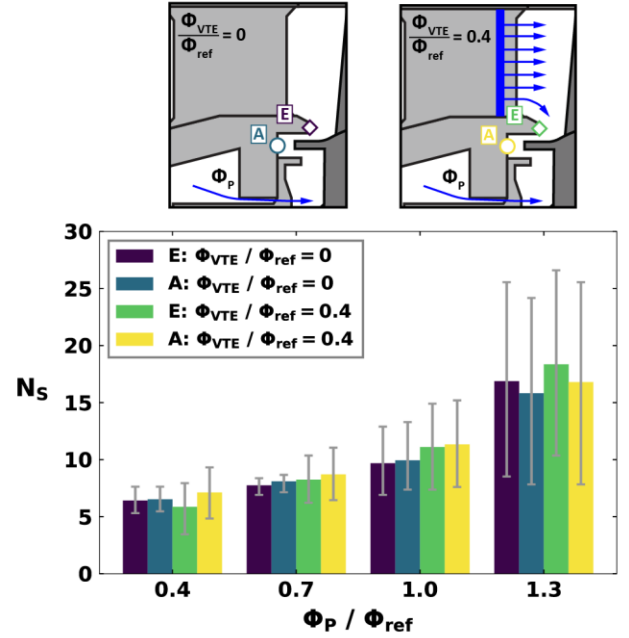 Φ_VTE / Φ_ref = 0
E
A
Φ_P
Φ_VTE / Φ_ref = 0.4
E
A
Φ_P
30
25
20
15
10
5
0
N_S
E: Φ_VTE / Φ_ref = 0
A: Φ_VTE / Φ_ref = 0
E: Φ_VTE / Φ_ref = 0.4
A: Φ_VTE / Φ_ref = 0.4
0.4 0.7 1.0 1.3
Φ_P / Φ_ref